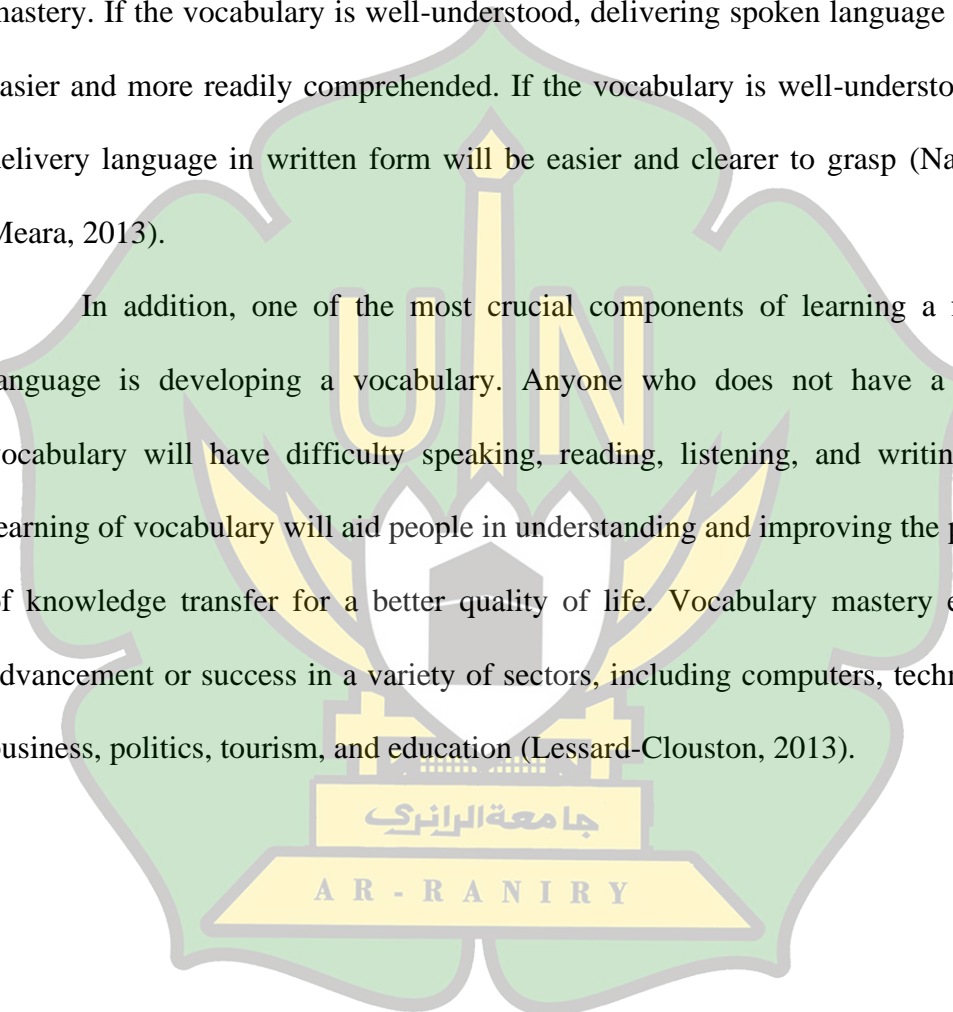 mastery. If the vocabulary is well-understood, delivering spoken language
easier and more readily comprehended. If the vocabulary is
delivery language in written form will be easier and clearer to grasp
Meara, 2013).
In addition, one of the most crucial components of learning a
language is developing a vocabulary. Anyone who does not have a
vocabulary will have difficulty speaking, reading, listening, and
learning of vocabulary will aid people in understanding and improving the
of knowledge transfer for a better quality of life. Vocabulary mastery
advancement or success in a variety of sectors, including computers,
business, politics, tourism, and education (Lessard-Clouston, 2013).
UIN
جامعة الرانري
AR-RANIRY